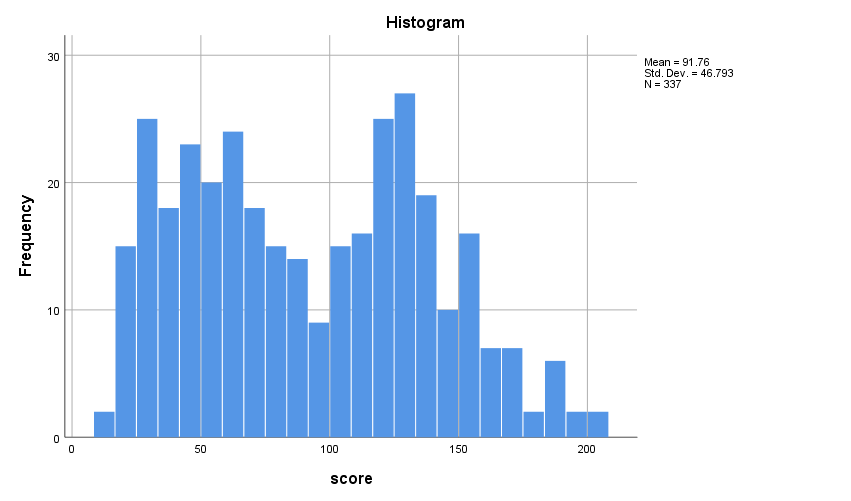 Histogram
30
20
10
0
Frequency
0 50 100 150 200
score
Mean = 91.76
Std. Dev. = 46.793
N = 337